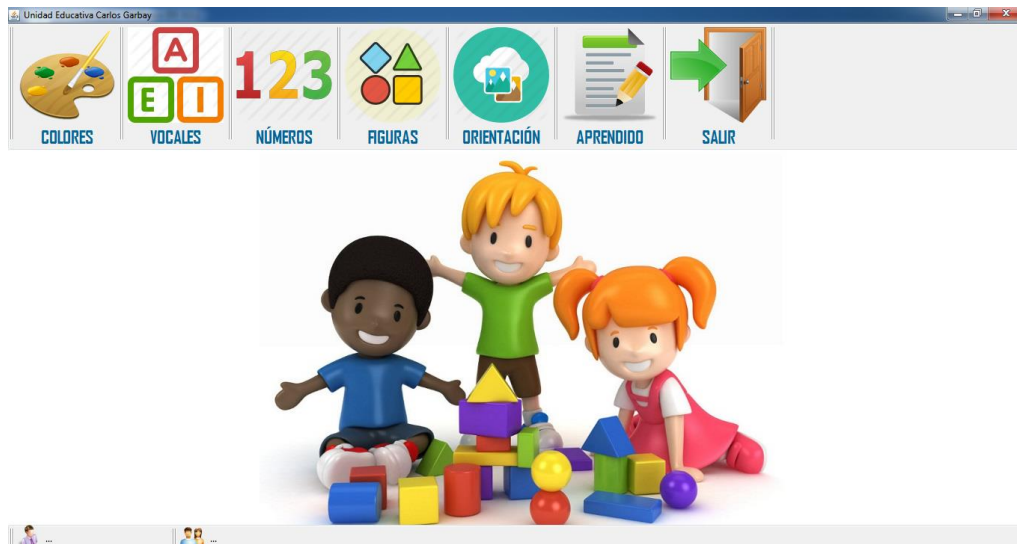 Unidad Educativa Carlos Garbay
A
E I
123
COLORES VOCALES NÚMEROS FIGURAS ORIENTACIÓN APRENDIDO SALIR
... ...